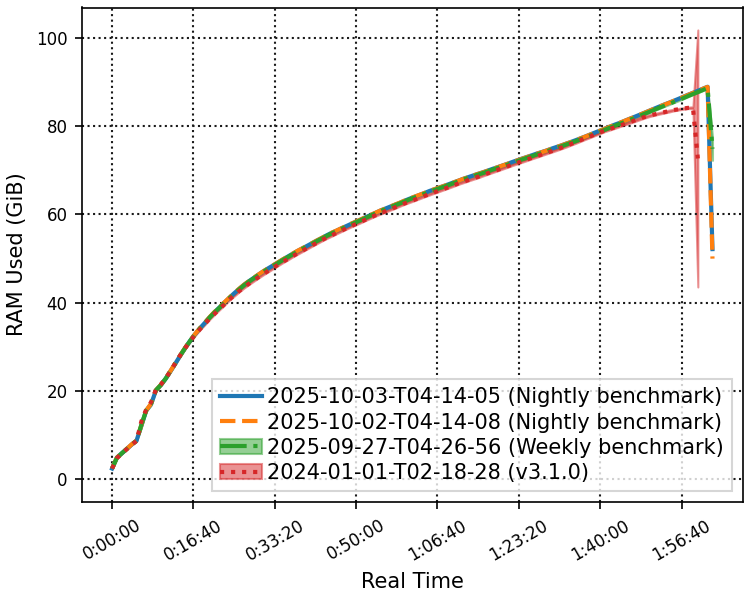 100
80
60
40
20
0
RAM Used (GiB)
2025-10-03-T04-14-05 (Nightly benchmark)
2025-10-02-T04-14-08 (Nightly benchmark)
2025-09-27-T04-26-56 (Weekly benchmark)
2024-01-01-T02-18-28 (v3.1.0)
0:00:00 0:16:40 0:33:20 0:50:00 1:06:40 1:23:20 1:40:00 1:56:40
Real Time